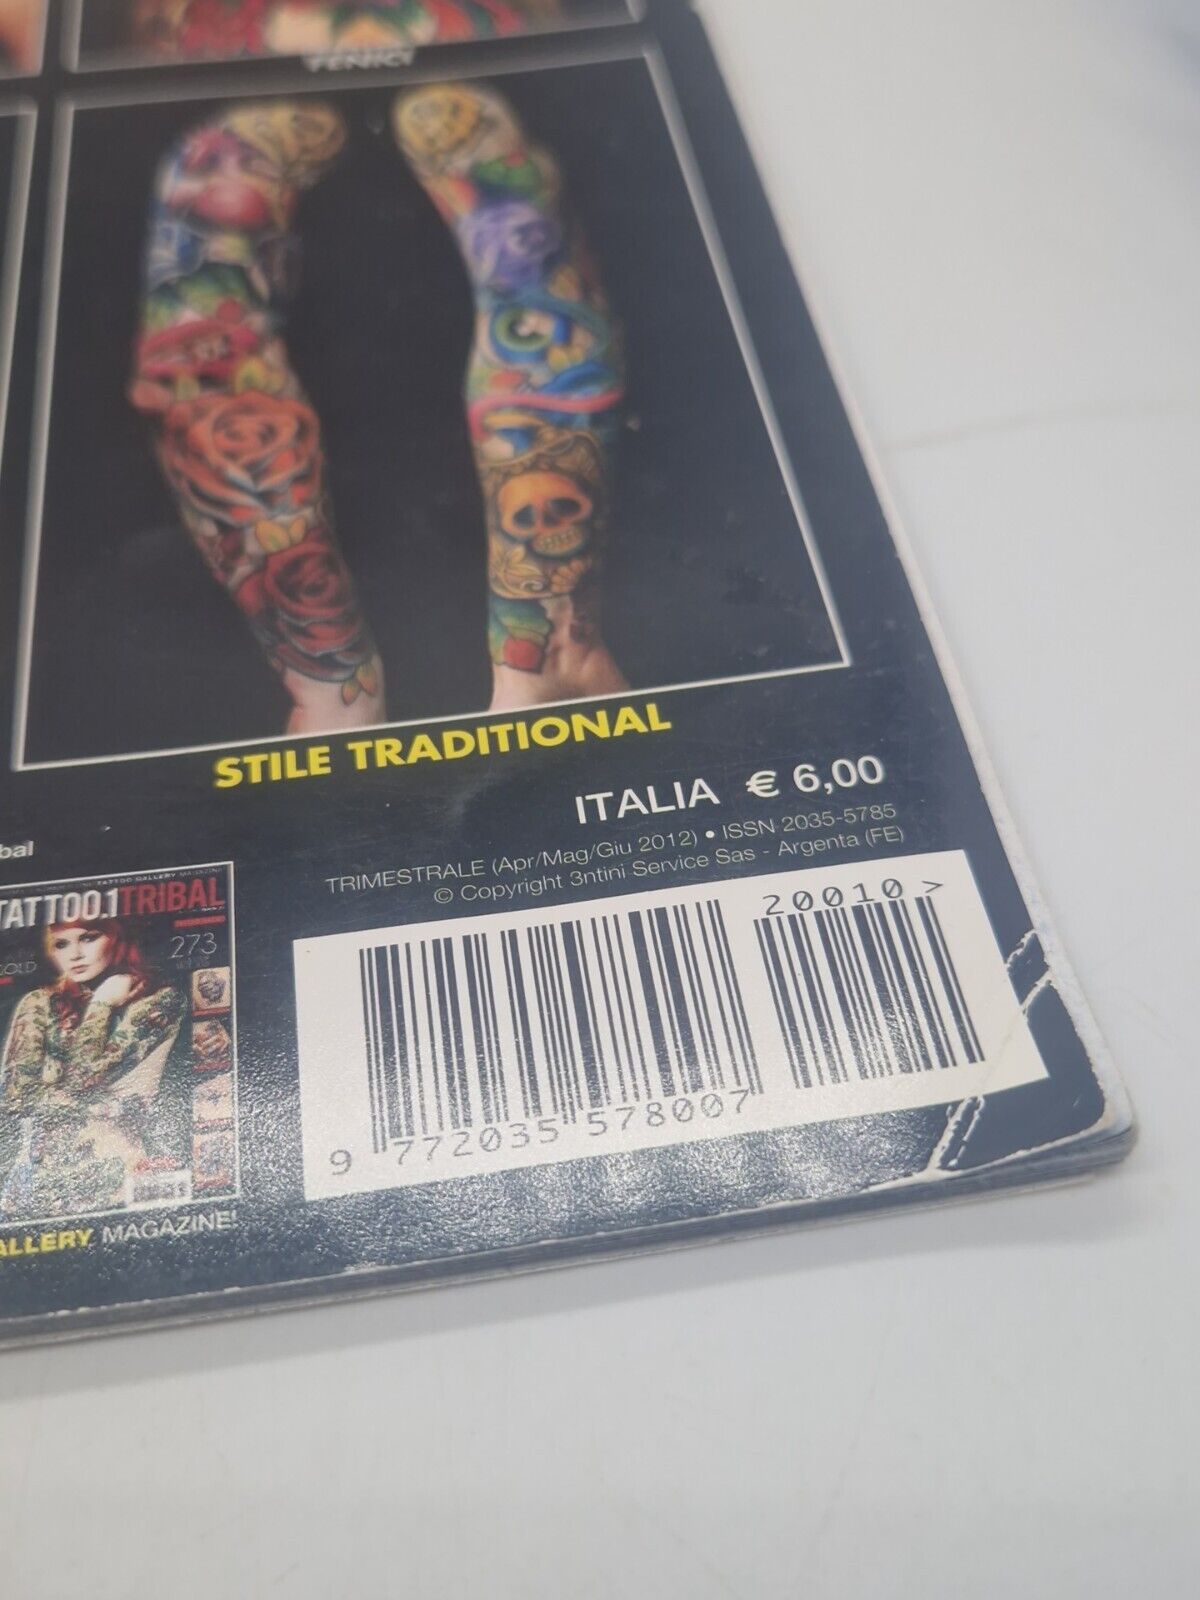 FENICI
STILE TRADITIONAL
ITALIA € 6,00
TRIMESTRALE (Apr/Mag/Giu 2012) • ISSN 2035-5785
© Copyright 3ntini Service Sas - Argenta (FE)
20010 >
9 772035 578007
bal
TATTOO.1TRIBAL
273
GOLD
ALLERY MAGAZINE!